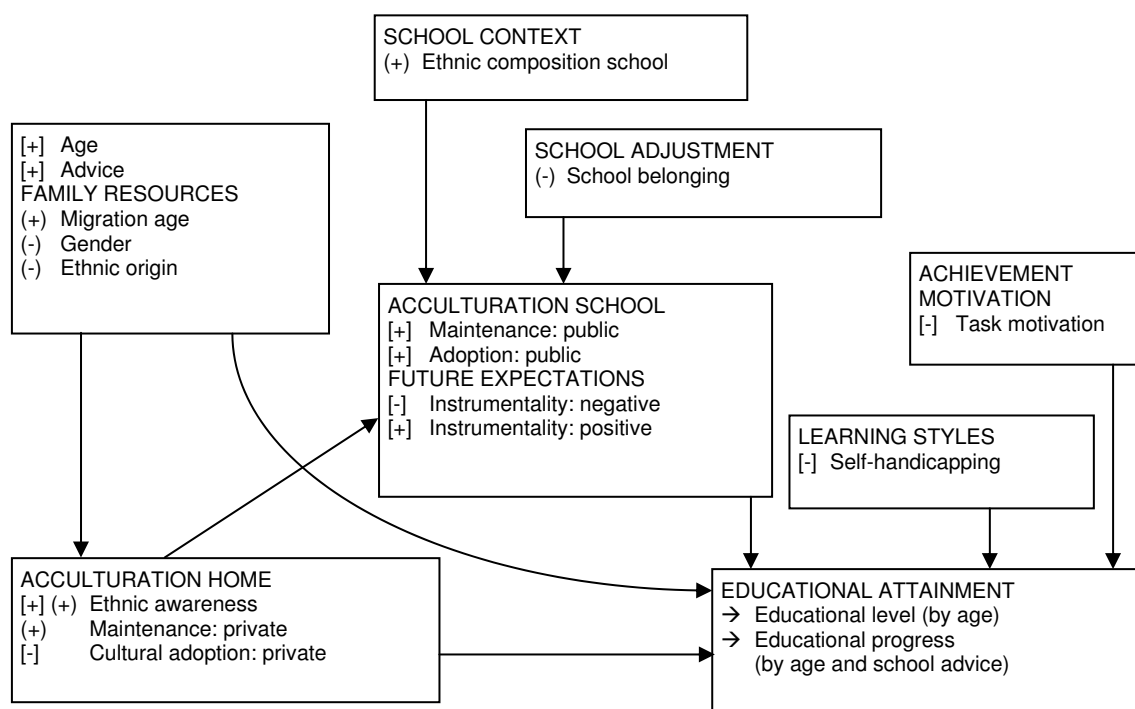 SCHOOL CONTEXT
(+) Ethnic composition school
[+] Age
[+] Advice
FAMILY RESOURCES
(+) Migration age
(-) Gender
(-) Ethnic origin
SCHOOL ADJUSTMENT
(-) School belonging
ACCULTURATION SCHOOL
[+] Maintenance: public
[+] Adoption: public
FUTURE EXPECTATIONS
[-] Instrumentality: negative
[+] Instrumentality: positive
ACHIEVEMENT
MOTIVATION
[-] Task motivation
LEARNING STYLES
[-] Self-handicapping
ACCULTURATION HOME
[+] (+) Ethnic awareness
(+) Maintenance: private
[-] Cultural adoption: private
EDUCATIONAL ATTAINMENT
→ Educational level (by age)
→ Educational progress
(by age and school advice)